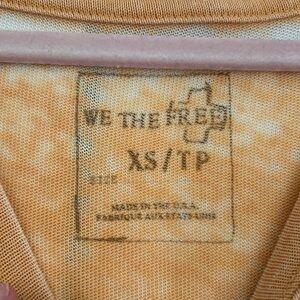 WE THE FREE
XS/TP
SIZE
MADE IN THE U.S.A.
FABRIQUE AUX ETATS-UNIS